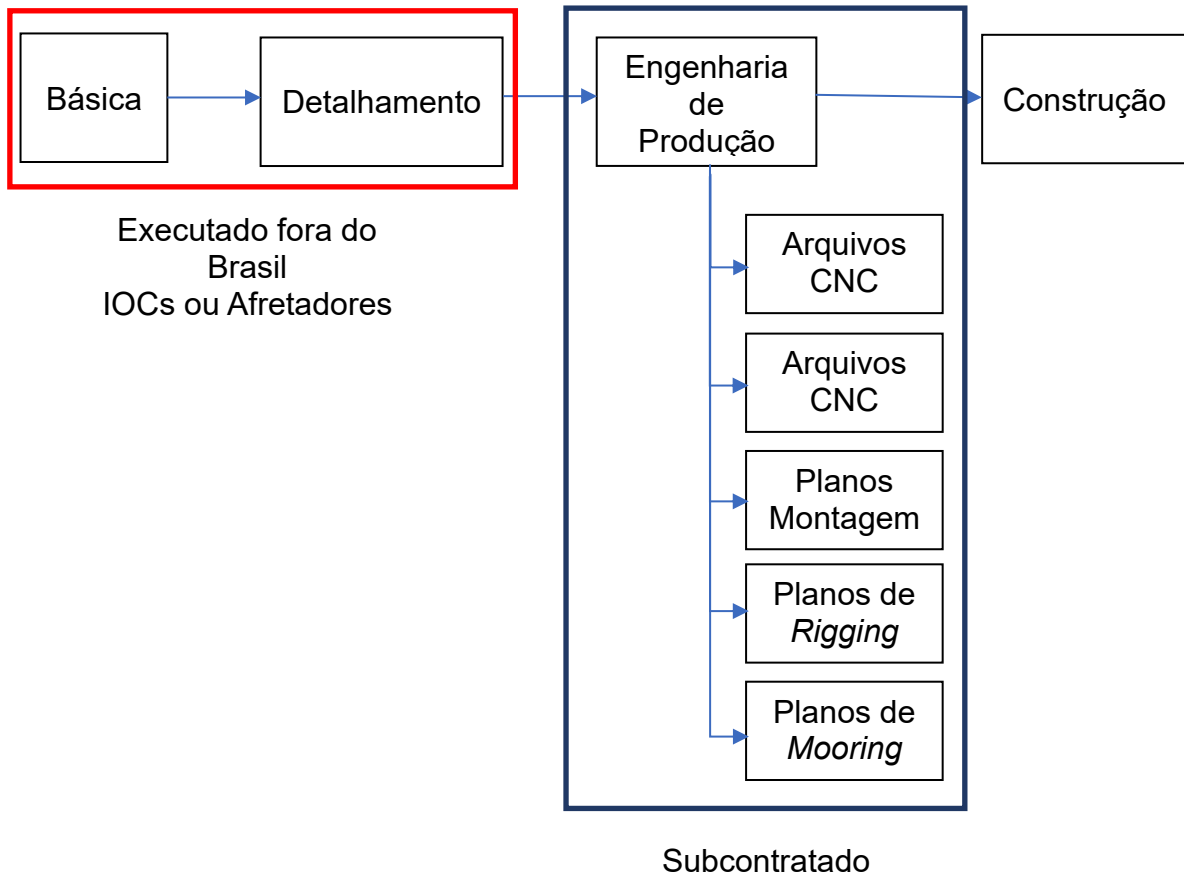 Básica
Detalhamento
Engenharia
de
Produção
Construção
Executado fora do
Brasil
IOCs ou Afretadores
Arquivos
CNC
Arquivos
CNC
Planos
Montagem
Planos de
Rigging
Planos de
Mooring
Subcontratado